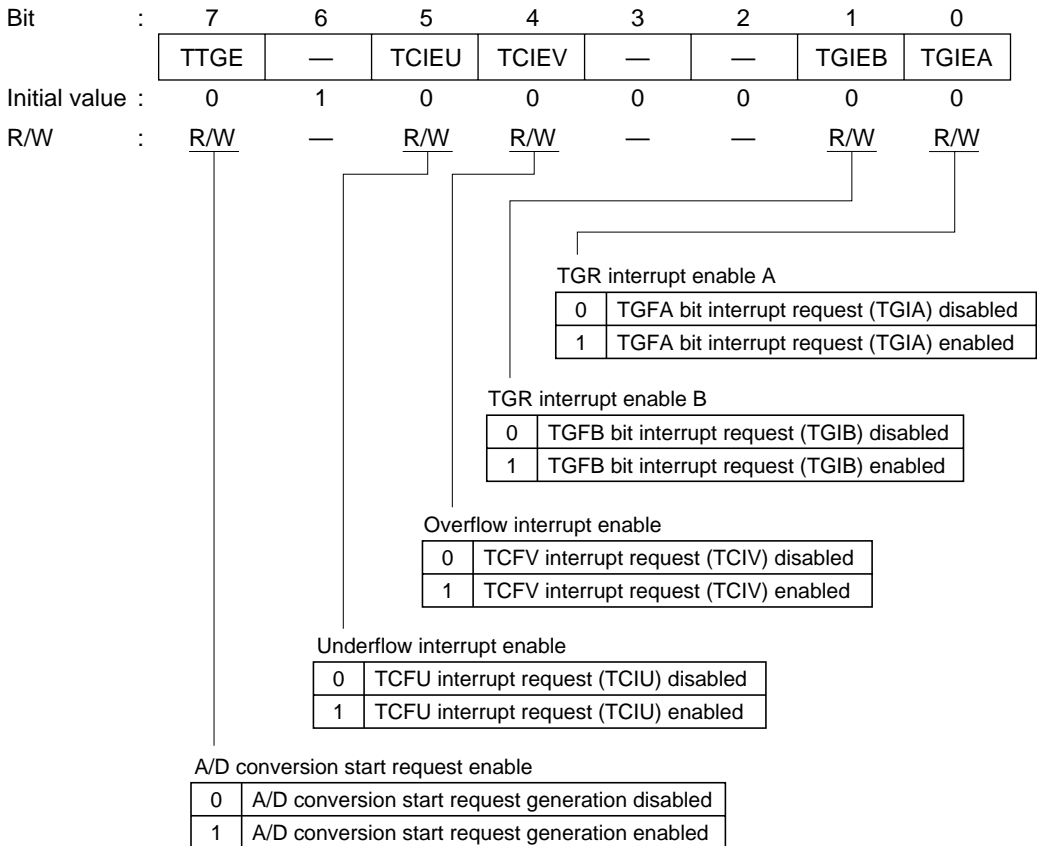 Bit : 7 6 5 4 3 2 1 0
TTGE — TCIEU TCIEV — — TGIEB TGIEA
Initial value : 0 1 0 0 0 0 0 0
R/W : R/W — R/W R/W — — R/W R/W
TGR interrupt enable A
0 TGFA bit interrupt request (TGIA) disabled
1 TGFA bit interrupt request (TGIA) enabled
TGR interrupt enable B
0 TGFB bit interrupt request (TGIB) disabled
1 TGFB bit interrupt request (TGIB) enabled
Overflow interrupt enable
0 TCFV interrupt request (TCIV) disabled
1 TCFV interrupt request (TCIV) enabled
Underflow interrupt enable
0 TCFU interrupt request (TCIU) disabled
1 TCFU interrupt request (TCIU) enabled
A/D conversion start request enable
0 A/D conversion start request generation disabled
1 A/D conversion start request generation enabled